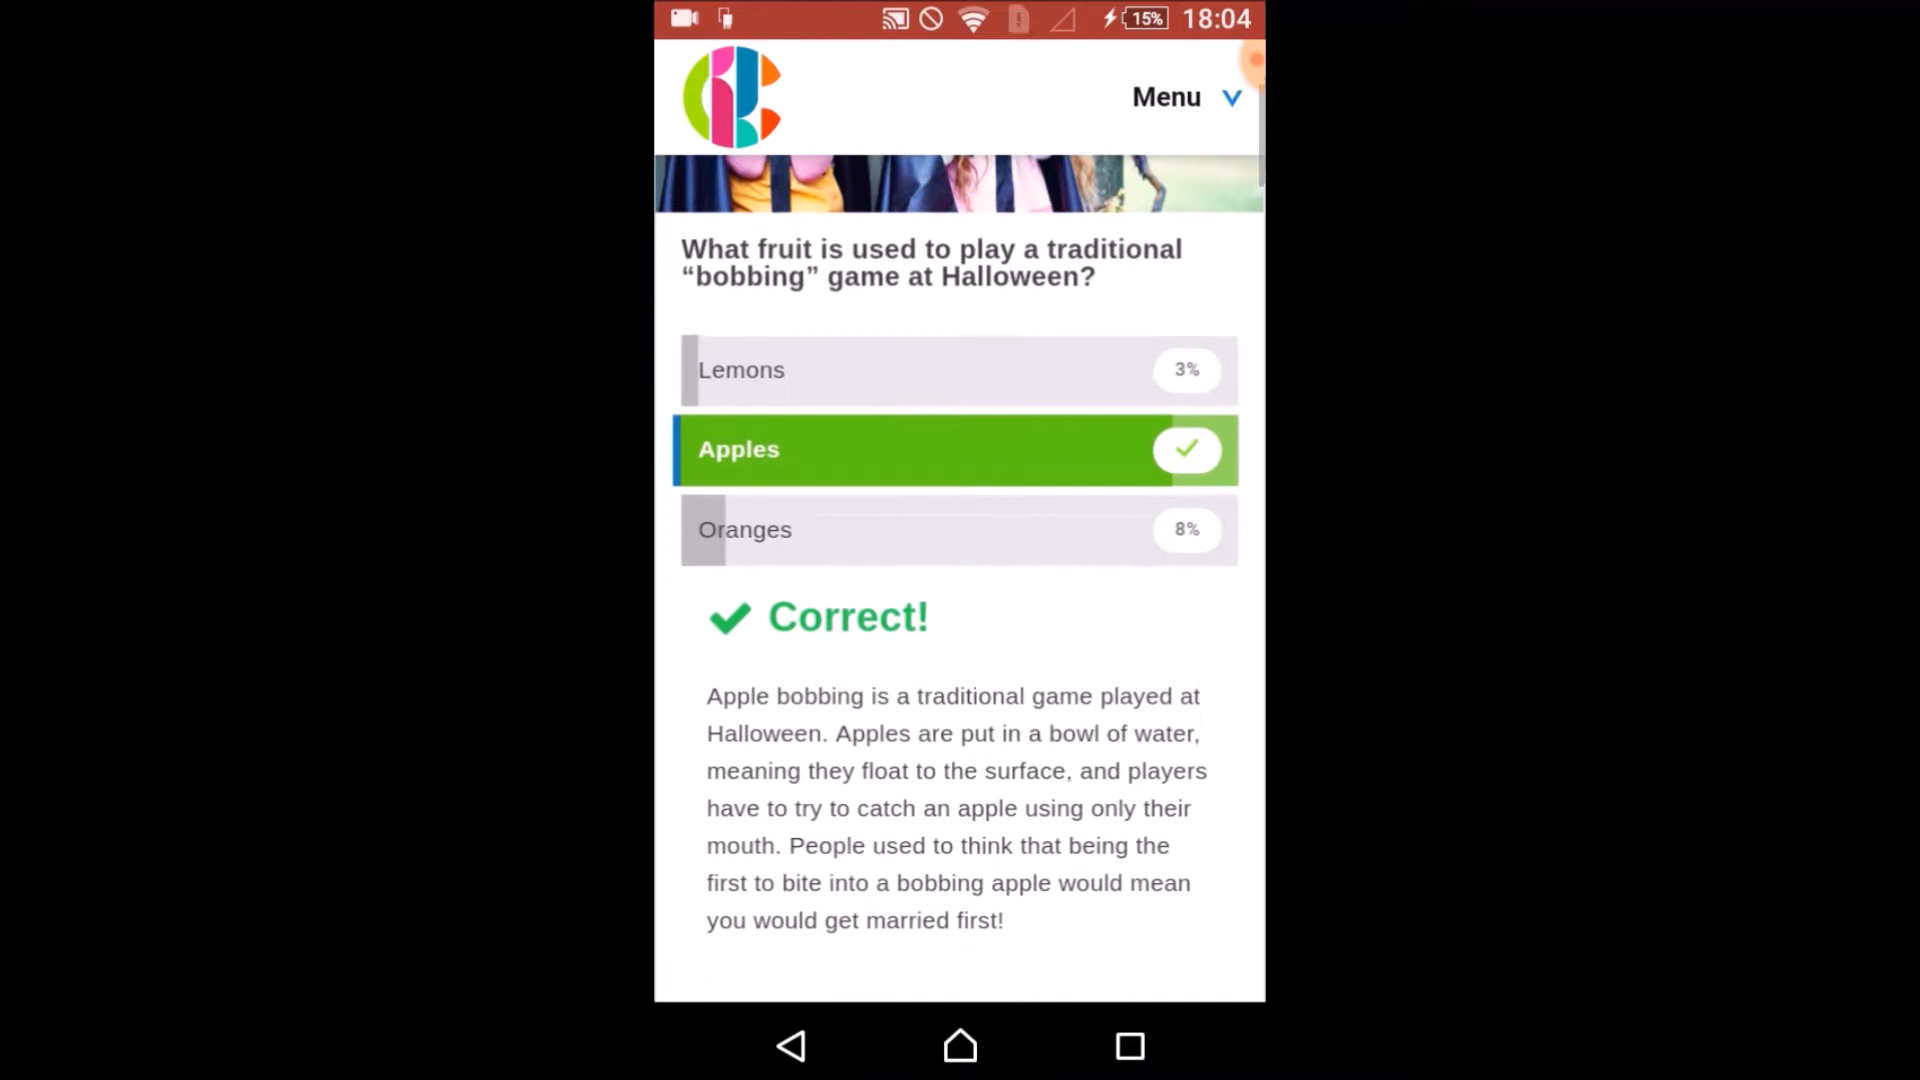 15% 18:04
Menu
What fruit is used to play a traditional
“bobbing” game at Halloween?
Lemons 3%
Apples
Oranges 8%
Correct!
Apple bobbing is a traditional game played at
Halloween. Apples are put in a bowl of water,
meaning they float to the surface, and players
have to try to catch an apple using only their
mouth. People used to think that being the
first to bite into a bobbing apple would mean
you would get married first!